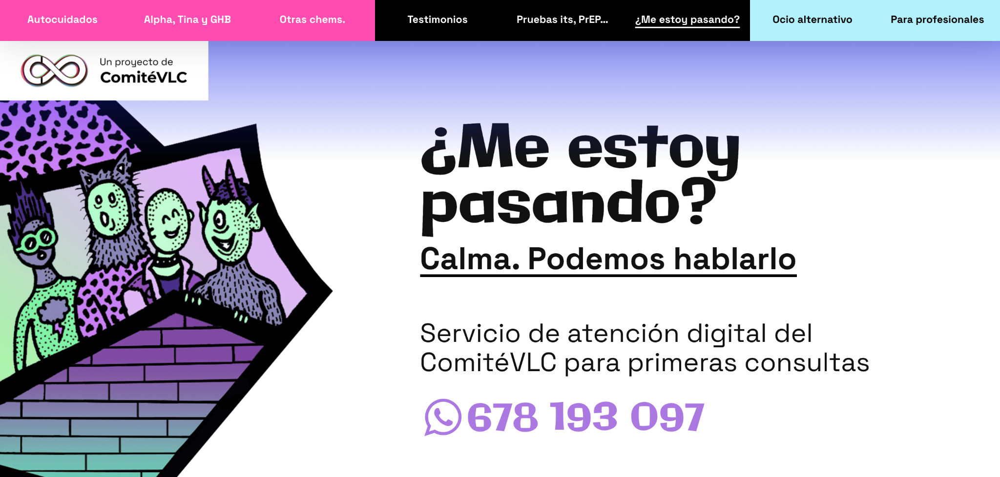 Autocuidados
Alpha, Tina y GHB
Otras chems.
Testimonios
Pruebas its, PrEP...
¿Me estoy pasando?
Ocio alternativo
Para profesionales
Un proyecto de
ComitéVLC
¿Me estoy
pasando?
Calma. Podemos hablarlo
Servicio de atención digital del
ComitéVLC para primeras consultas
678 193 097